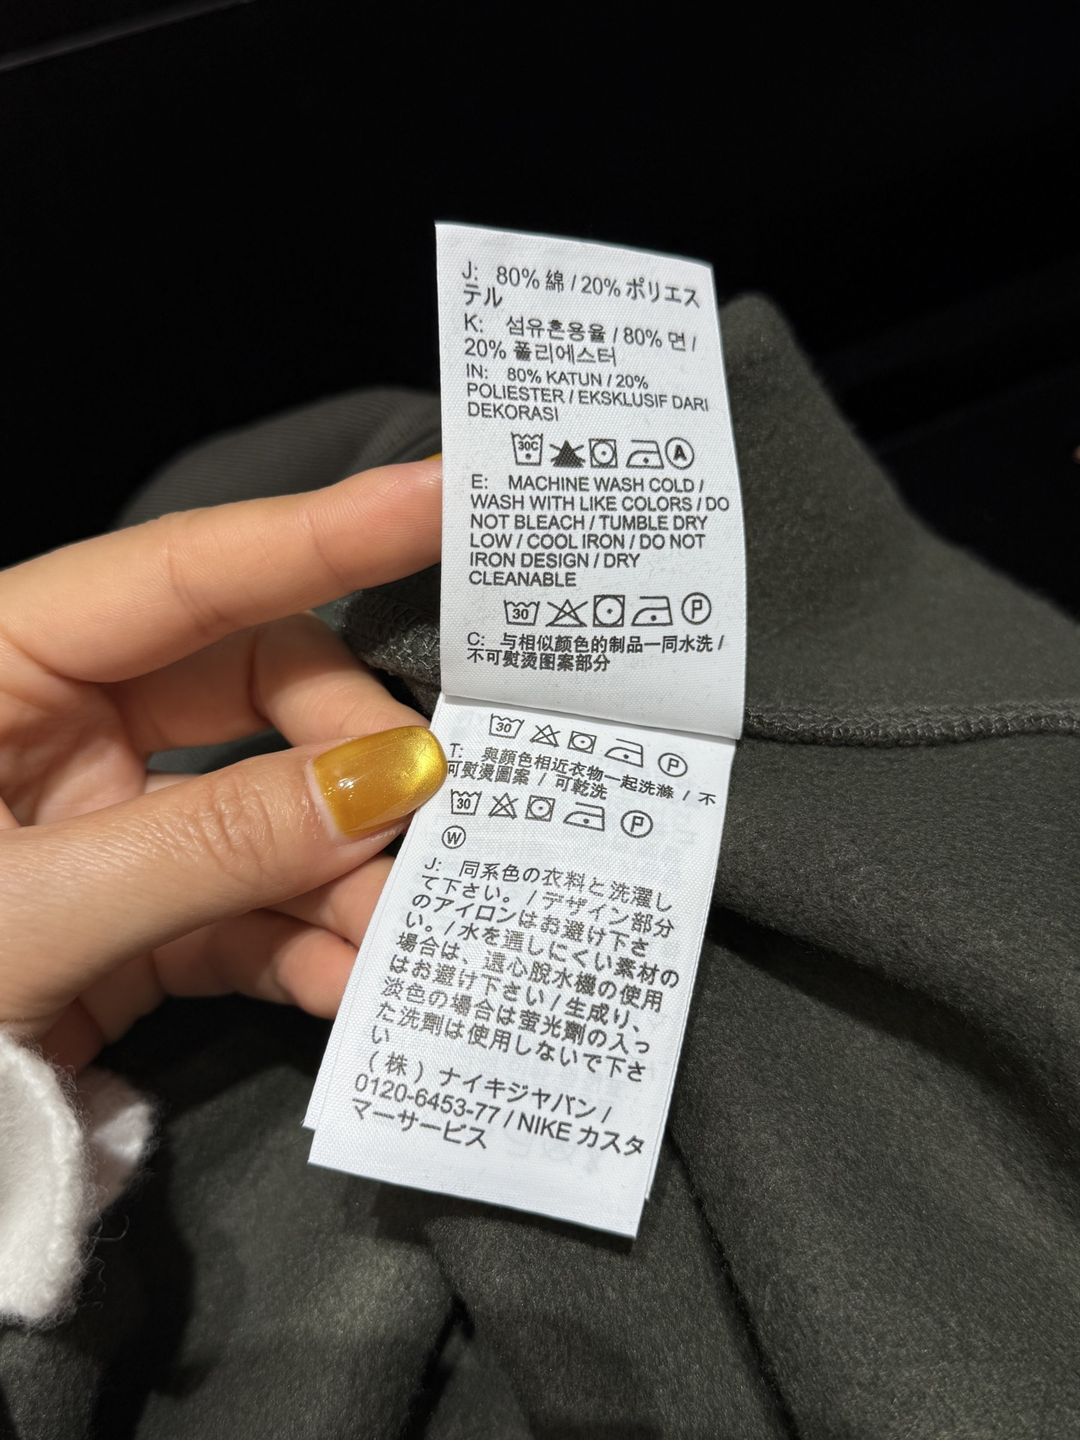 J: 80% 綿 / 20% ポリエス
テル
K: 섬유혼용율 / 80% 면 /
20% 폴리에스터
IN: 80% KATUN / 20%
POLIESTER / EKSKLUSIF DARI
DEKORASI
30C A
E: MACHINE WASH COLD /
WASH WITH LIKE COLORS / DO
NOT BLEACH / TUMBLE DRY
LOW / COOL IRON / DO NOT
IRON DESIGN / DRY
CLEANABLE
30 P
C: 与相似颜色的制品一同水洗 /
不可熨烫图案部分
30 P
T: 與顏色相近衣物一起洗滌 / 不
可熨燙圖案 / 可乾洗
30 P
W
J: 同系色の衣料と洗濯し
て下さい。/ デザイン部分
のアイロンはお避け下さ
い。/ 水を通しにくい素材の
場合は、遠心脱水機の使用
はお避け下さい / 生成り、
淡色の場合は蛍光剤の入っ
た洗剤は使用しないで下さ
い
(株) ナイキジャパン /
0120-6453-77 / NIKE カスタ
マーサービス